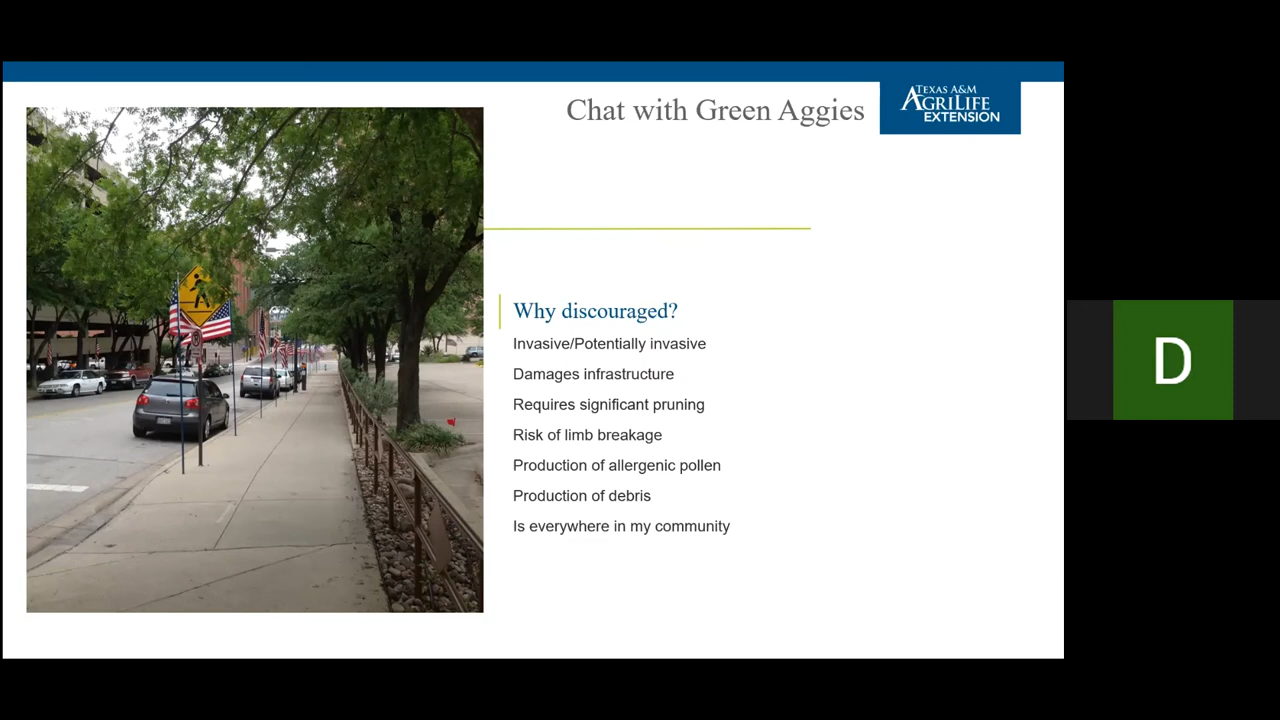 Chat with Green Aggies
TEXAS A&M
AGRILIFE
EXTENSION
Why discouraged?
Invasive/Potentially invasive
Damages infrastructure
Requires significant pruning
Risk of limb breakage
Production of allergenic pollen
Production of debris
Is everywhere in my community
D